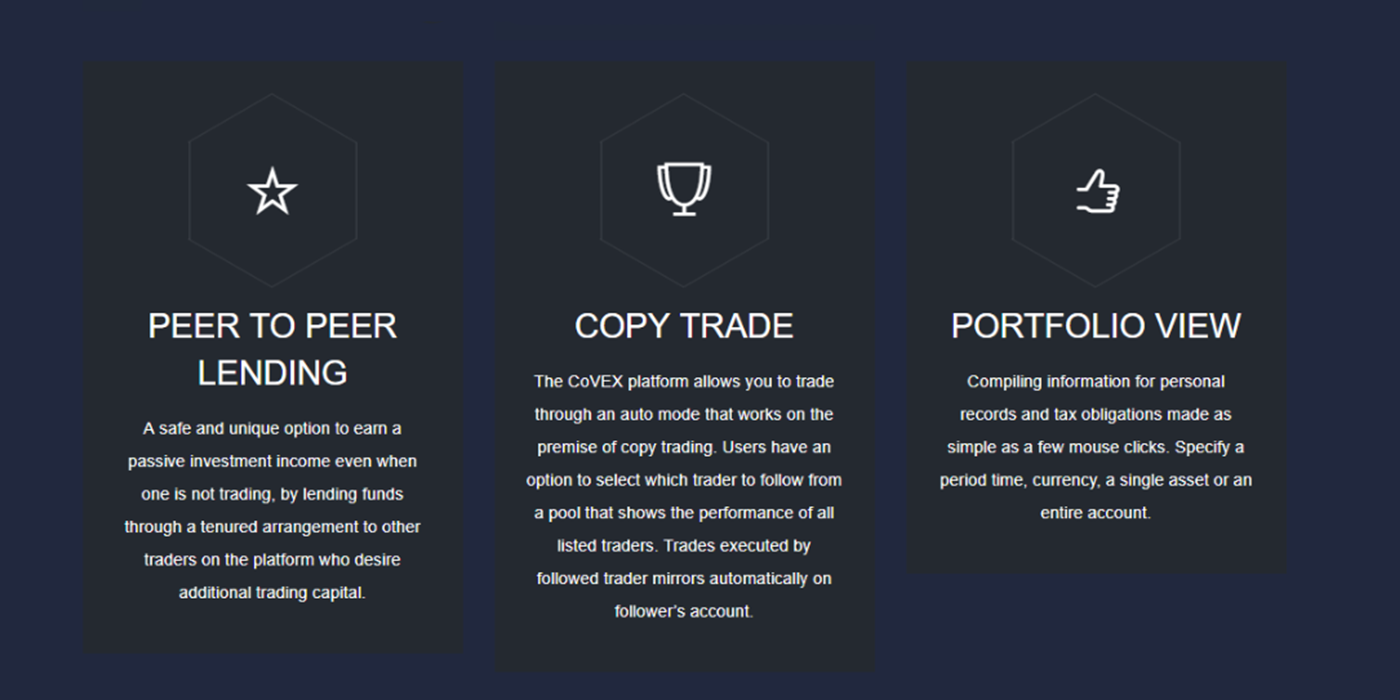 PEER TO PEER
LENDING
A safe and unique option to earn a
passive investment income even when
one is not trading, by lending funds
through a tenured arrangement to other
traders on the platform who desire
additional trading capital.
COPY TRADE
The CoVEX platform allows you to trade
through an auto mode that works on the
premise of copy trading. Users have an
option to select which trader to follow from
a pool that shows the performance of all
listed traders. Trades executed by
followed trader mirrors automatically on
follower's account.
PORTFOLIO VIEW
Compiling information for personal
records and tax obligations made as
simple as a few mouse clicks. Specify a
period time, currency, a single asset or an
entire account.